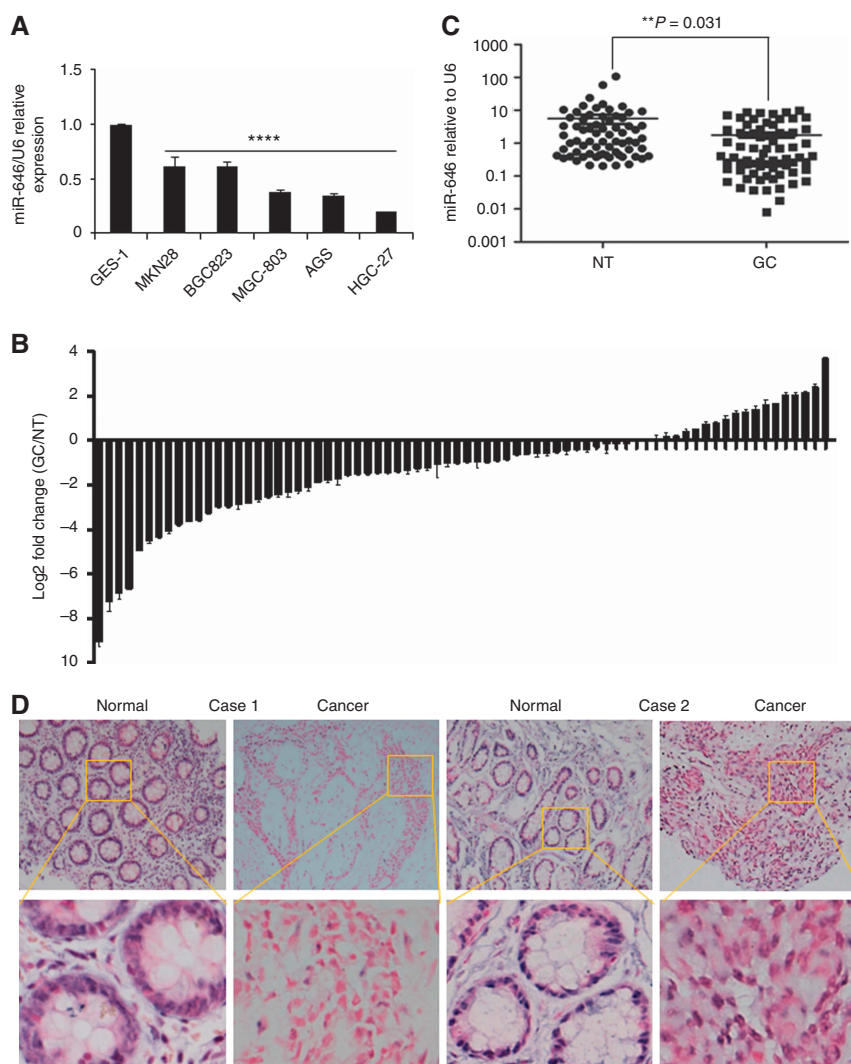 A
miR-646/U6 relative
expression
1.5
1.0
0.5
0
****
GES-1
MKN28
BGC823
MGC-803
AGS
HGC-27
C
**P = 0.031
miR-646 relative to U6
1000
100
10
1
0.1
0.01
0.001
NT
GC
B
Log2 fold change (GC/NT)
4
2
0
–2
–4
–6
–8
10
D
Normal
Case 1
Cancer
Normal
Case 2
Cancer